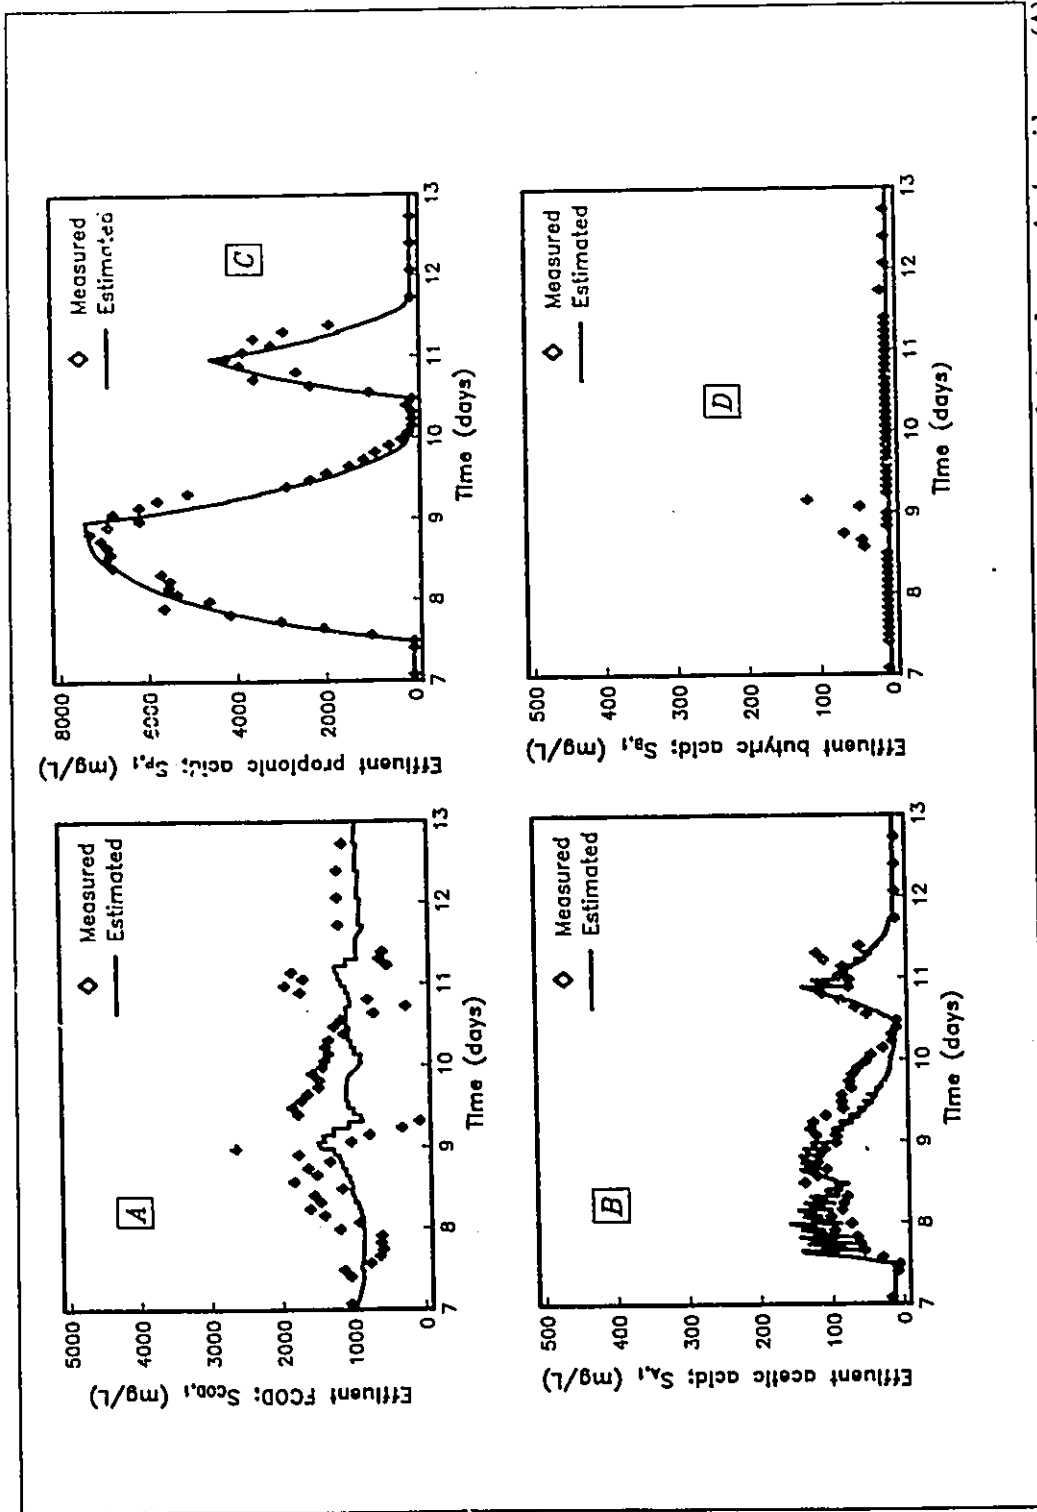 Effluent FCOD; S_COD,1
(mg/L)
5000
4000
3000
2000
1000
0
Measured
Estimated
A
7
8
9
10
11
12
13
Time (days)
Effluent propionic acid; S_P,1 (mg/L)
8000
6000
4000
2000
0
Measured
Estimated
C
7
8
9
10
11
12
13
Time (days)
Effluent acetic acid; S_A,1 (mg/L)
500
400
300
200
100
0
Measured
Estimated
B
7
8
9
10
11
12
13
Time (days)
Effluent butyric acid; S_B,1 (mg/L)
500
400
300
200
100
0
Measured
Estimated
D
7
8
9
10
11
12
13
Time (days)